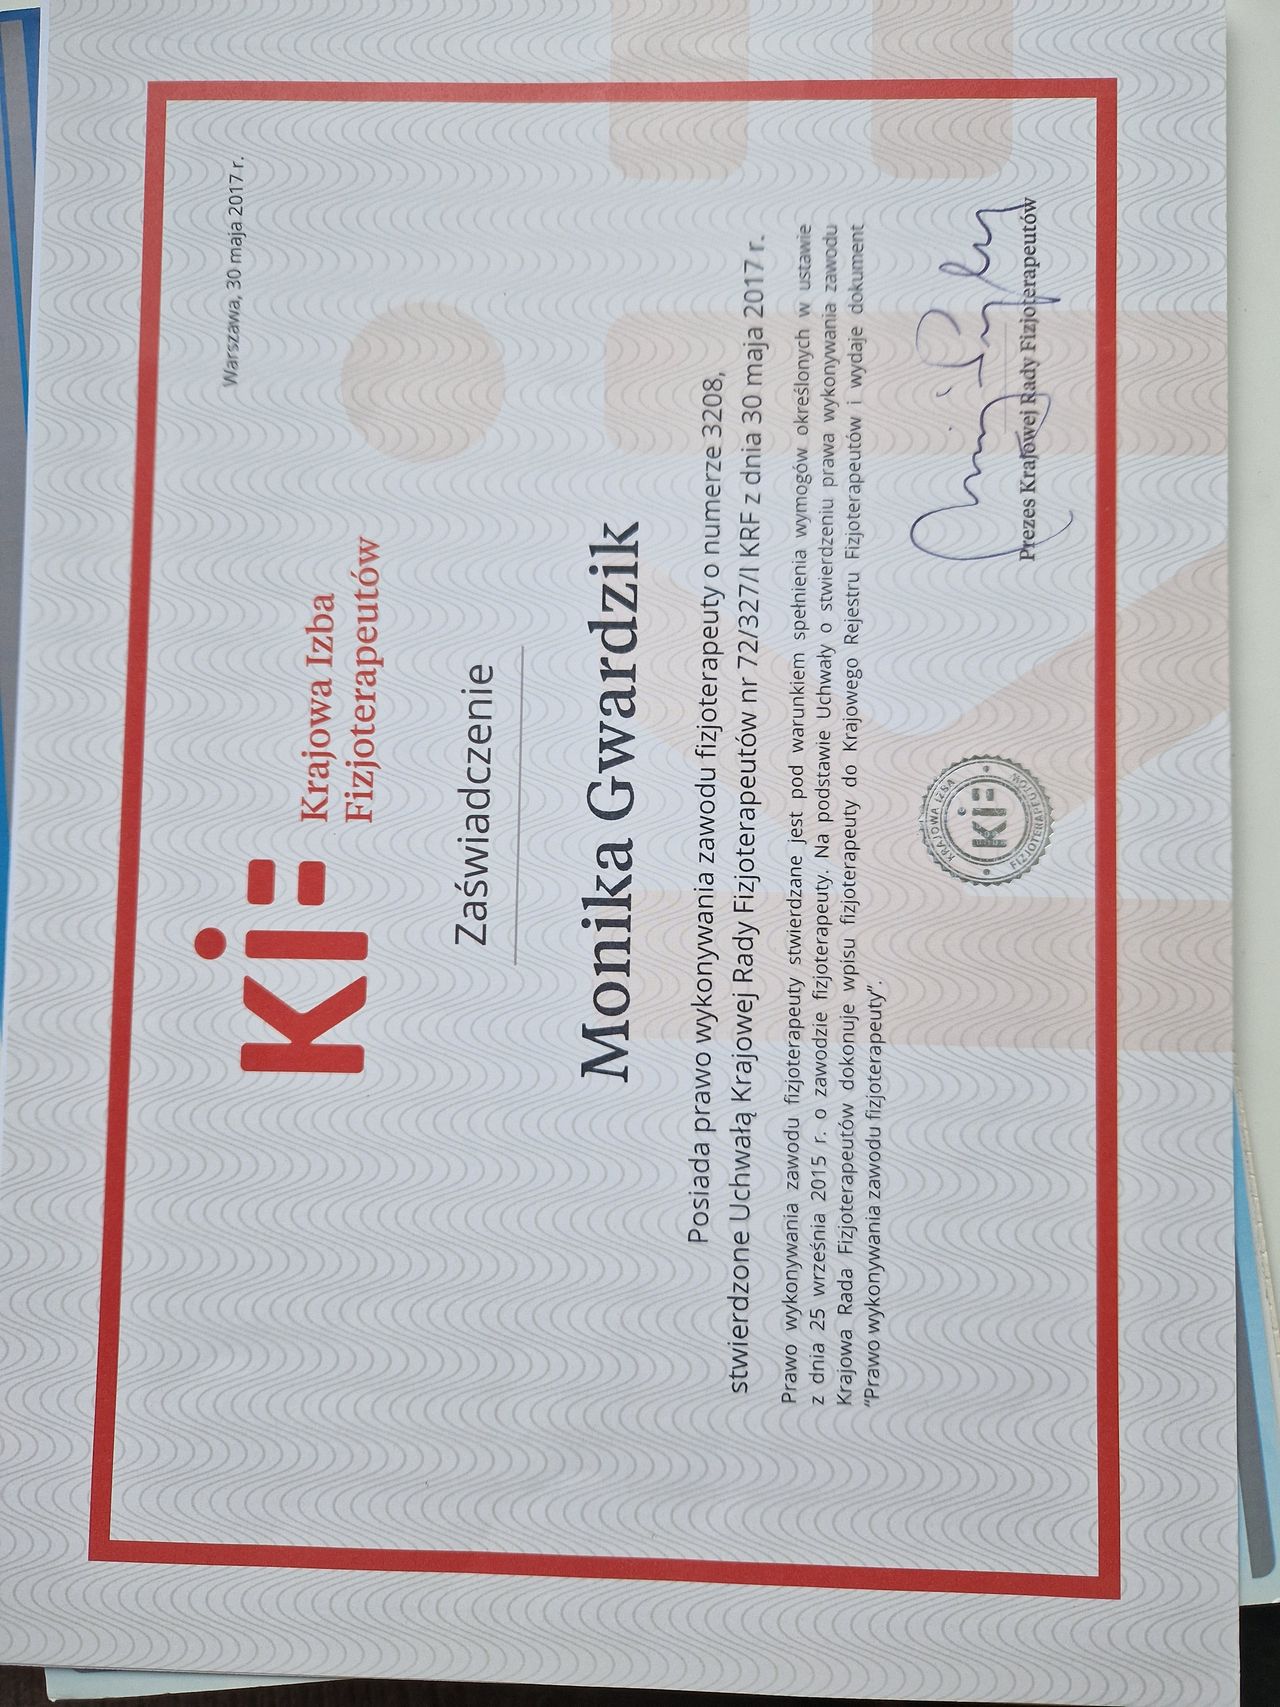 Warszawa, 30 maja 2017 r.
KiF
Krajowa Izba
Fizjoterapeutów
Zaświadczenie
Monika Gwardzik
Posiada prawo wykonywania zawodu fizjoterapeuty o numerze 3208,
stwierdzone Uchwałą Krajowej Rady Fizjoterapeutów nr 72/327/I KRF z dnia 30 maja 2017 r.
Prawo wykonywania zawodu fizjoterapeuty stwierdzane jest pod warunkiem spełnienia wymogów określonych w ustawie
z dnia 25 września 2015 r. o zawodzie fizjoterapeuty. Na podstawie Uchwały o stwierdzeniu prawa wykonywania zawodu
Krajowa Rada Fizjoterapeutów dokonuje wpisu fizjoterapeuty do Krajowego Rejestru Fizjoterapeutów i wydaje dokument
“Prawo wykonywania zawodu fizjoterapeuty”.
KRAJOWA IZBA
KiF
FIZJOTERAPEUTÓW
Prezes Krajowej Rady Fizjoterapeutów